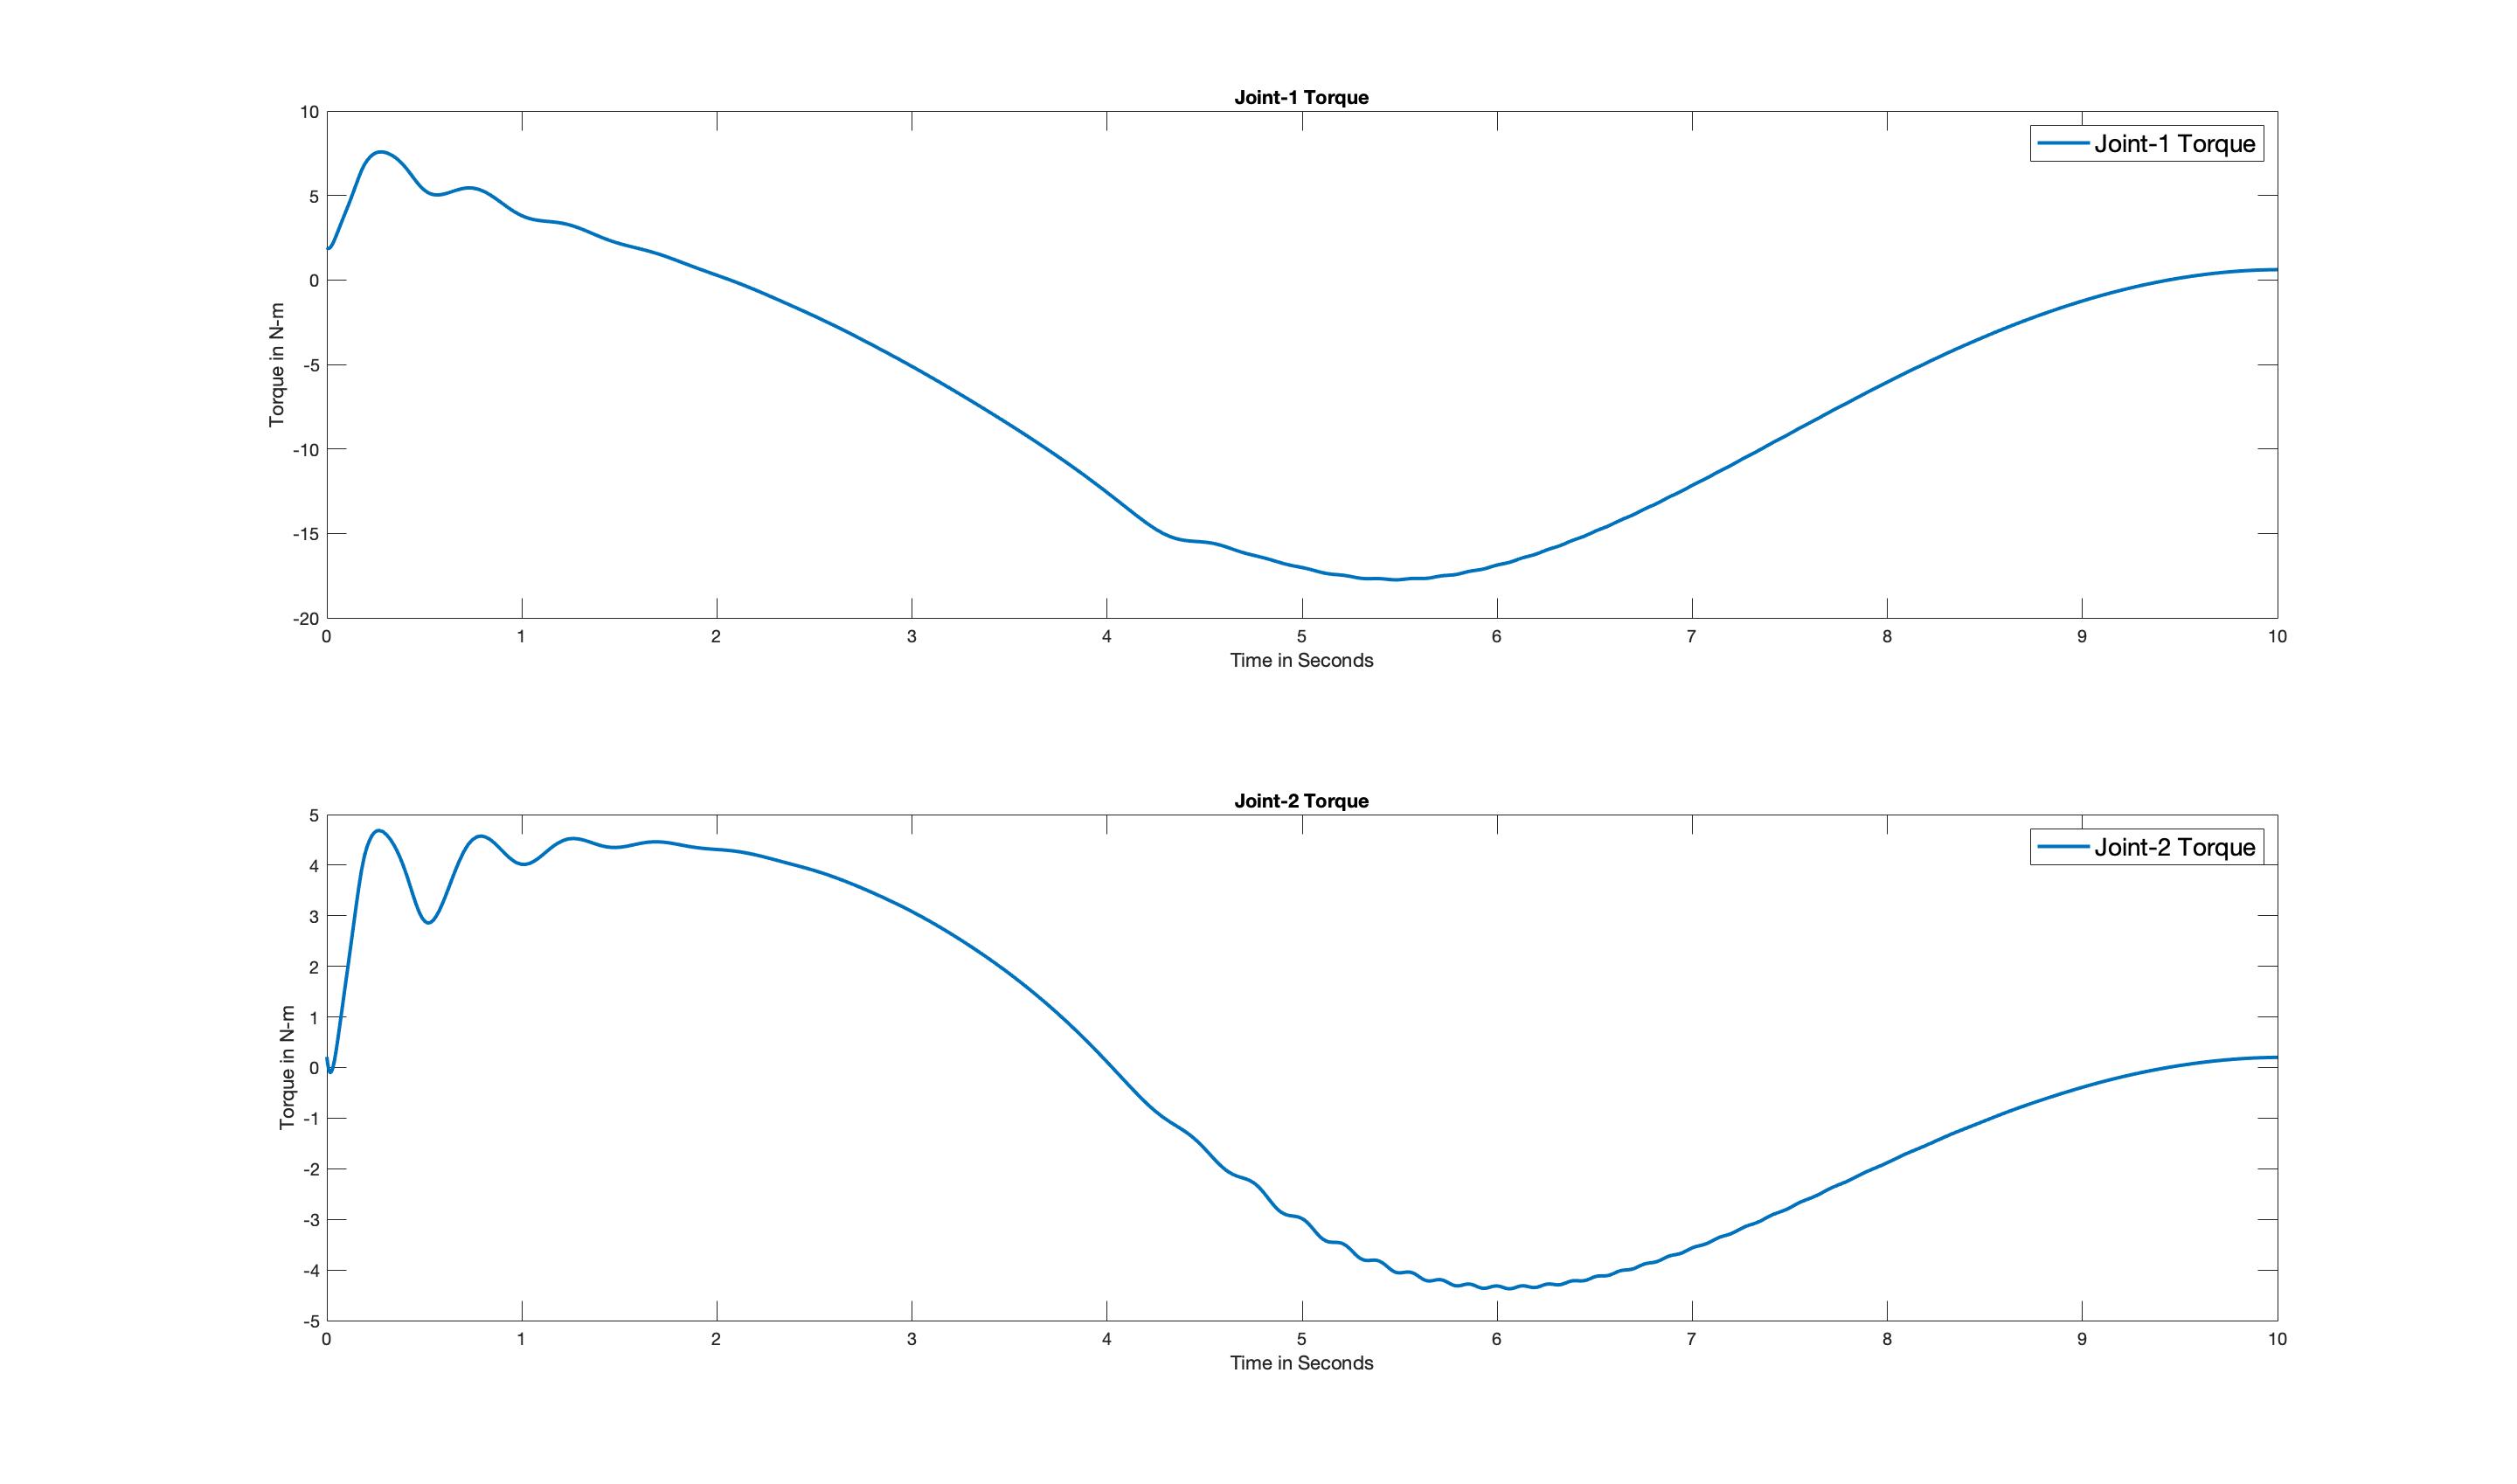 Joint-1 Torque
10
5
0
-5
-10
-15
-20
Torque in N-m
Joint-1 Torque
0 1 2 3 4 5 6 7 8 9 10
Time in Seconds
Joint-2 Torque
5
4
3
2
1
0
-1
-2
-3
-4
-5
Torque in N-m
Joint-2 Torque
0 1 2 3 4 5 6 7 8 9 10
Time in Seconds